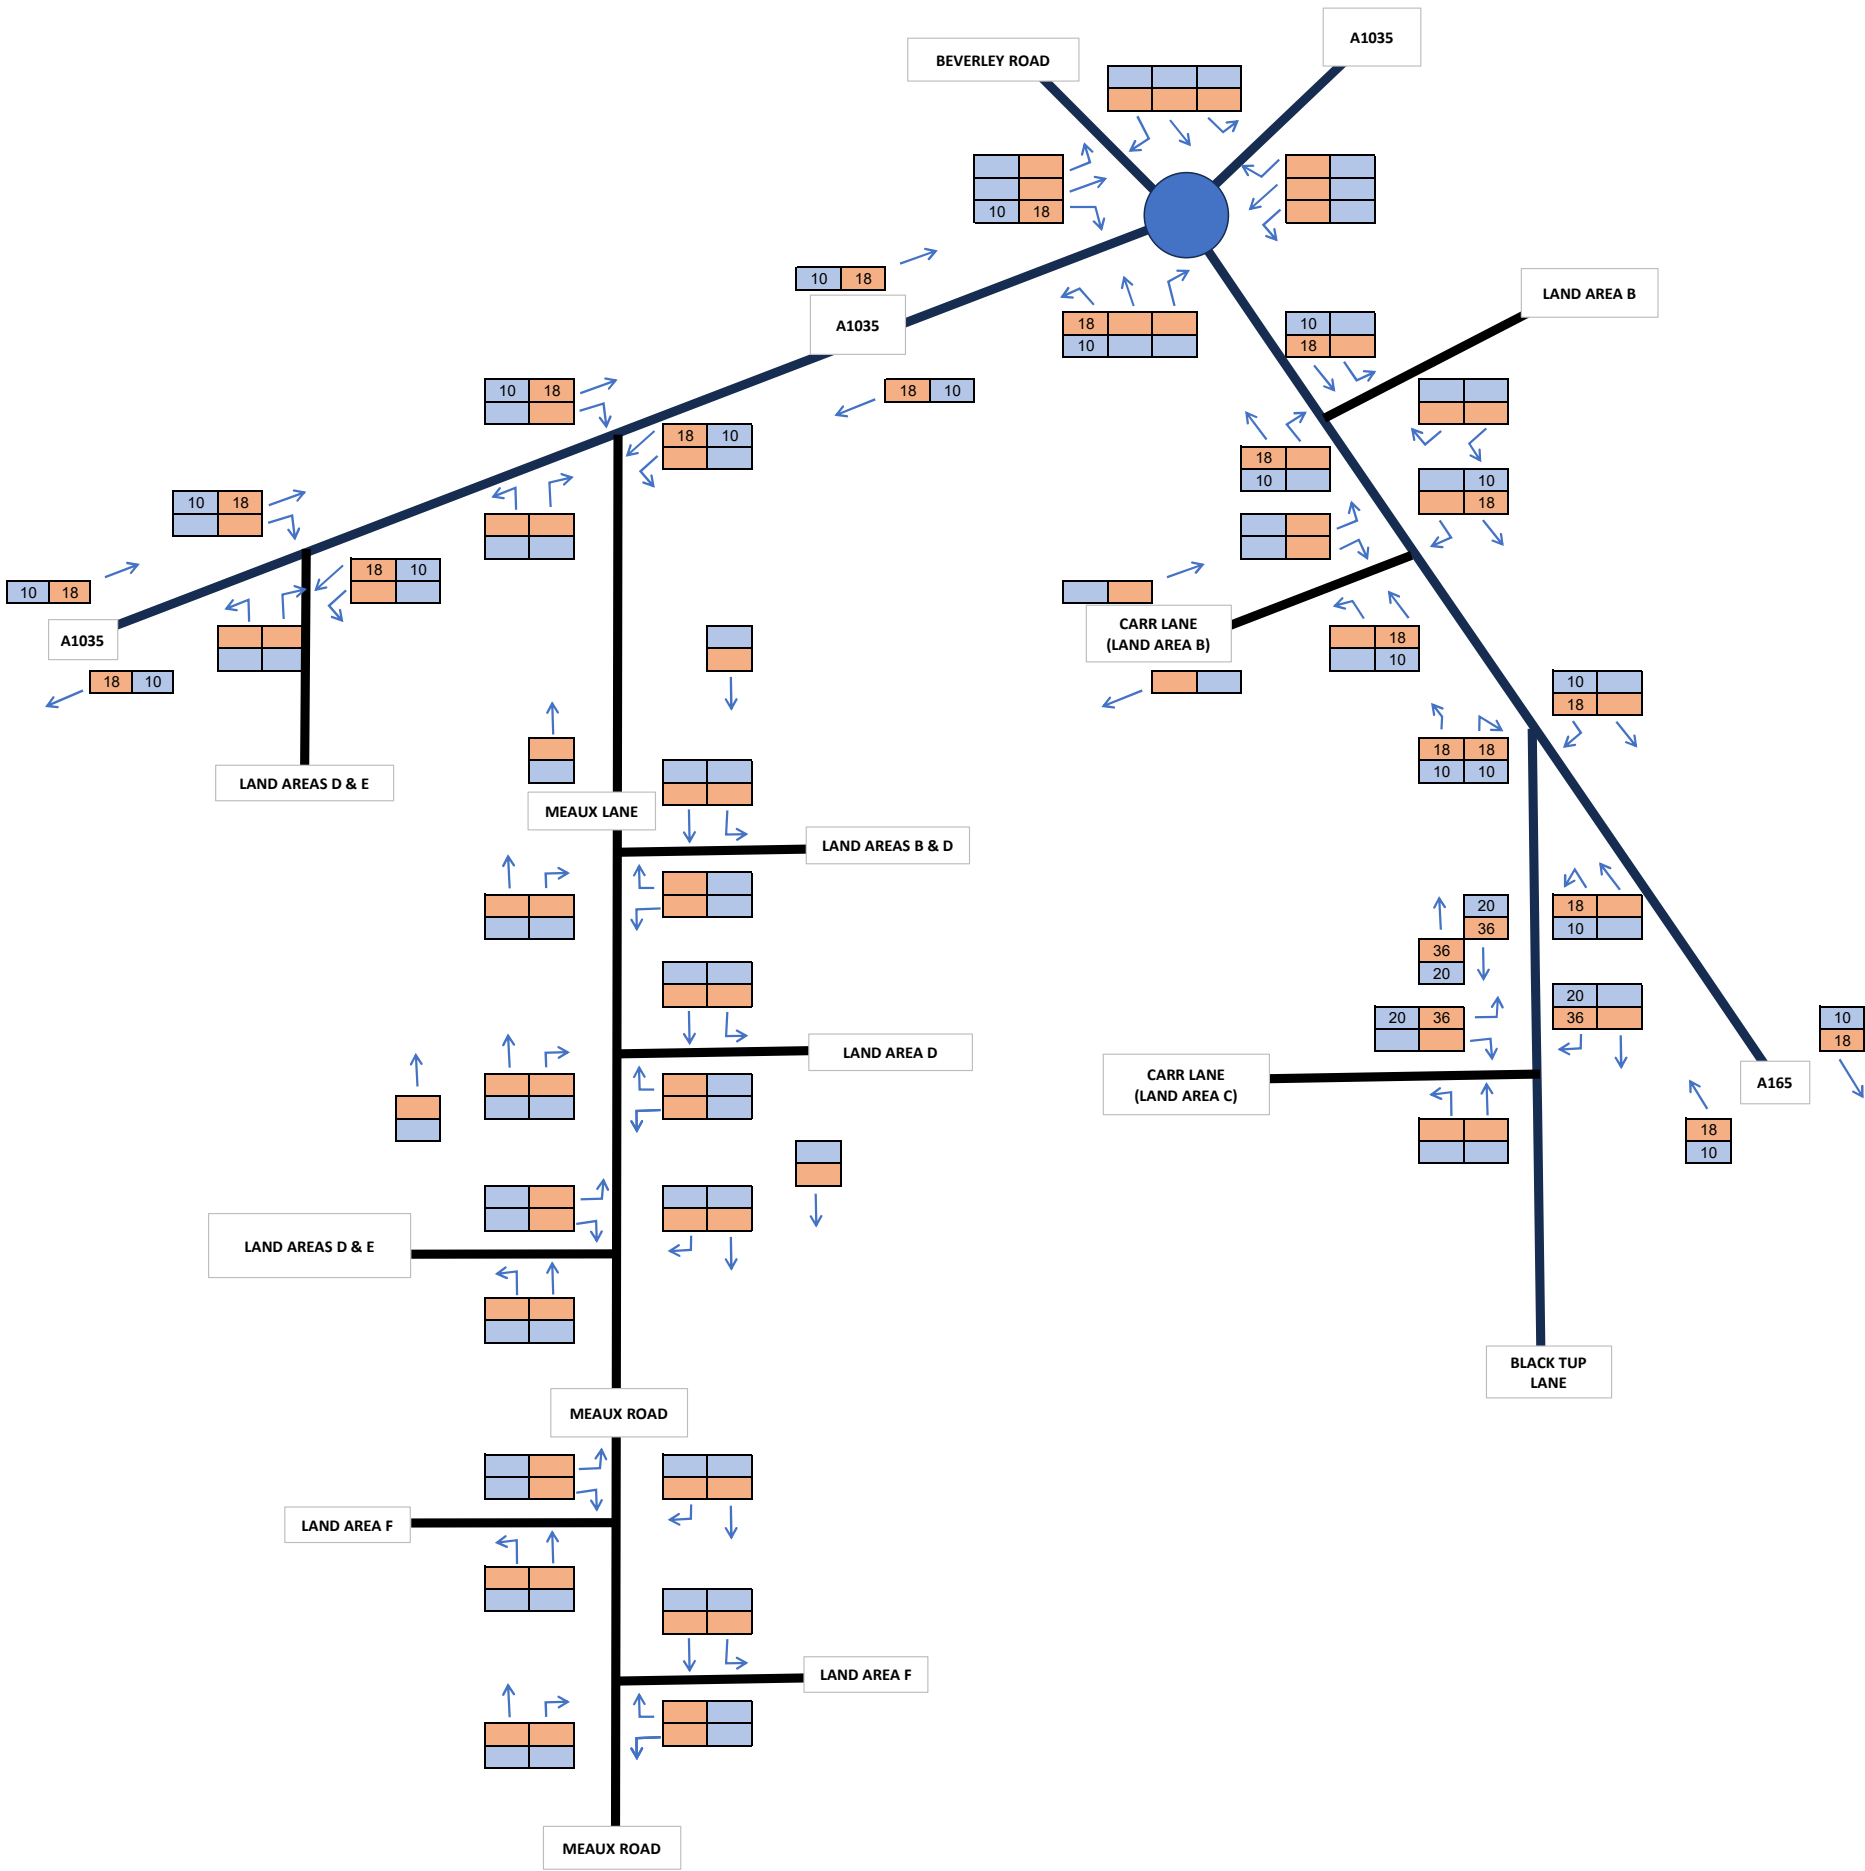 A1035
BEVERLEY ROAD
10 18
10 18
A1035
LAND AREA B
18
10
10
18
10 18
18 10
18 10
18
10
10
18
10 18
18 10
10 18
A1035
18 10
CARR LANE
(LAND AREA B)
18
10
10
18
18 18
10 10
LAND AREAS D & E
MEAUX LANE
LAND AREAS B & D
20
36
36
20
18
10
20
36
20 36
10
18
LAND AREA D
CARR LANE
(LAND AREA C)
A165
18
10
LAND AREAS D & E
BLACK TUP
LANE
MEAUX ROAD
LAND AREA F
LAND AREA F
MEAUX ROAD